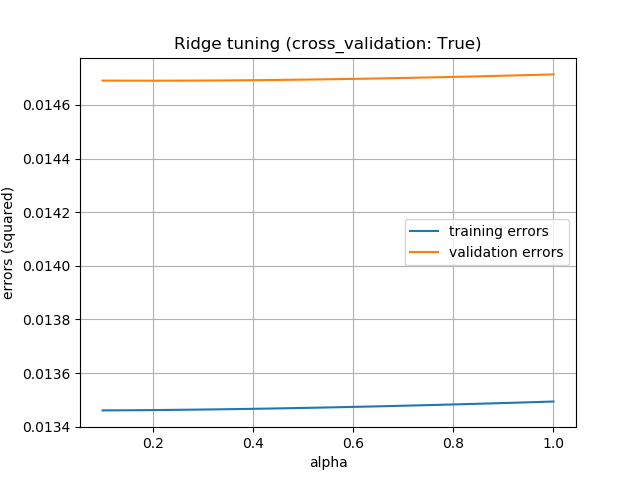 Ridge tuning (cross_validation: True)
errors (squared)
0.0146
0.0144
0.0142
0.0140
0.0138
0.0136
0.0134
training errors
validation errors
0.2 0.4 0.6 0.8 1.0
alpha